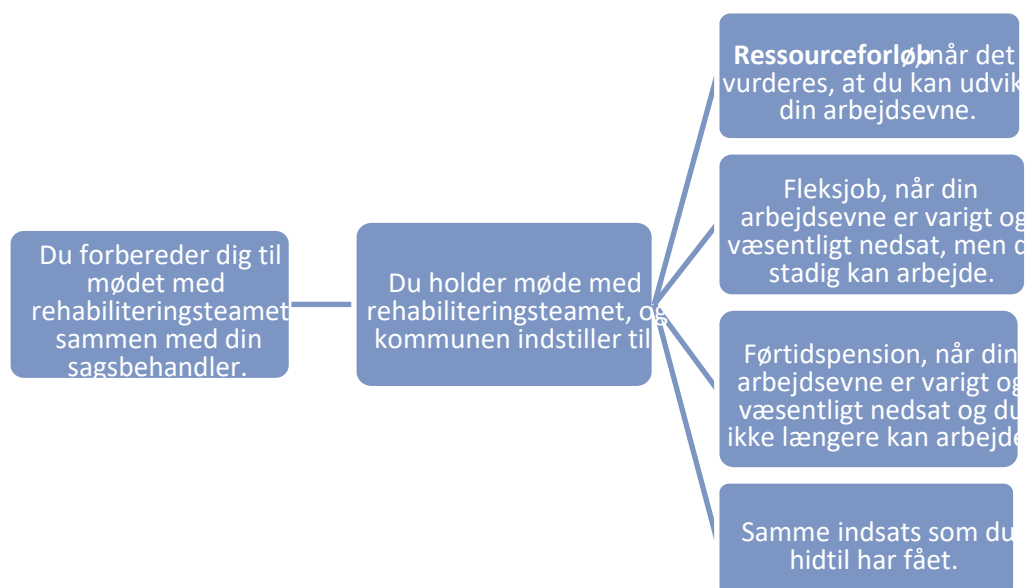 Du forbereder dig til
mødet med
rehabiliteringsteamet
sammen med din
sagsbehandler.
Du holder møde med
rehabiliteringsteamet, og
kommunen indstiller til
Ressourceforløb, når det
vurderes, at du kan udvik
din arbejdsevne.
Fleksjob, når din
arbejdsevne er varigt og
væsentligt nedsat, men d
stadig kan arbejde.
Førtidspension, når din
arbejdsevne er varigt og
væsentligt nedsat og du
ikke længere kan arbejde
Samme indsats som du
hidtil har fået.